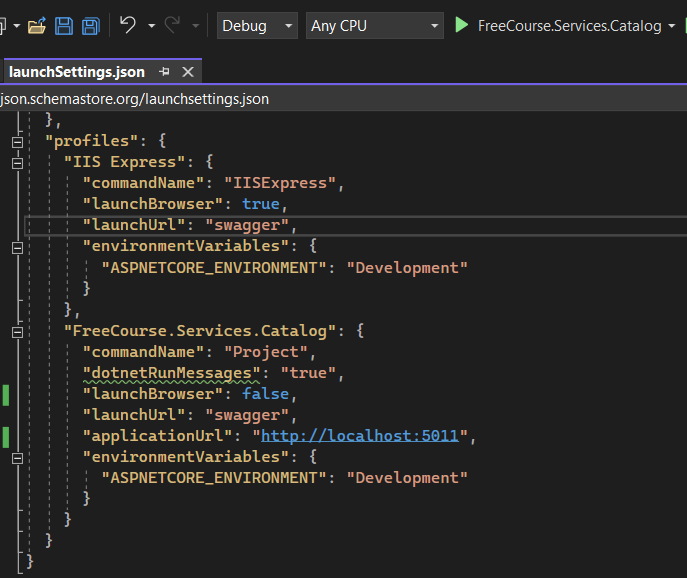 Debug Any CPU FreeCourse.Services.Catalog
launchSettings.json
json.schemastore.org/launchsettings.json
},
"profiles": {
"IIS Express": {
"commandName": "IISExpress",
"launchBrowser": true,
"launchUrl": "swagger",
"environmentVariables": {
"ASPNETCORE_ENVIRONMENT": "Development"
}
},
"FreeCourse.Services.Catalog": {
"commandName": "Project",
"dotnetRunMessages": "true",
"launchBrowser": false,
"launchUrl": "swagger",
"applicationUrl": "http://localhost:5011",
"environmentVariables": {
"ASPNETCORE_ENVIRONMENT": "Development"
}
}
}
}